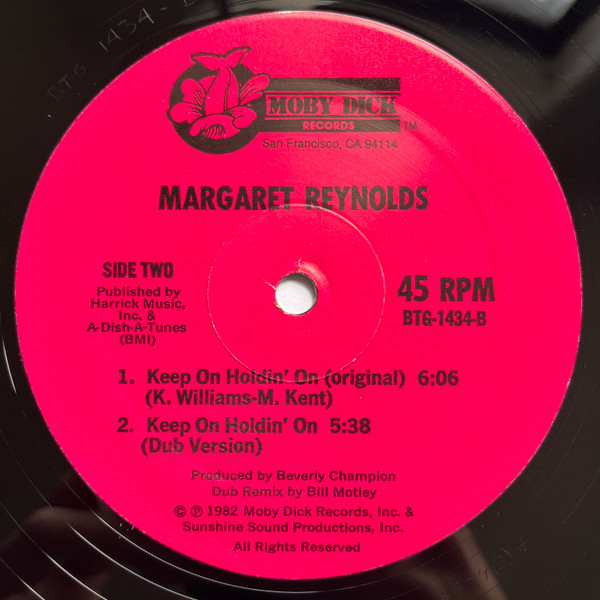 BTG 1434-
MOBY DICK
RECORDS
TM
San Francisco, CA 94114
MARGARET REYNOLDS
SIDE TWO
Published by
Harrick Music,
Inc. &
A-Dish-A-Tunes
(BMI)
45 RPM
BTG-1434-B
1. Keep On Holdin' On (original) 6:06
(K. Williams-M. Kent)
2. Keep On Holdin' On 5:38
(Dub Version)
Produced by Beverly Champion
Dub Remix by Bill Motley
© ℗ 1982 Moby Dick Records, Inc. &
Sunshine Sound Productions, Inc.
All Rights Reserved